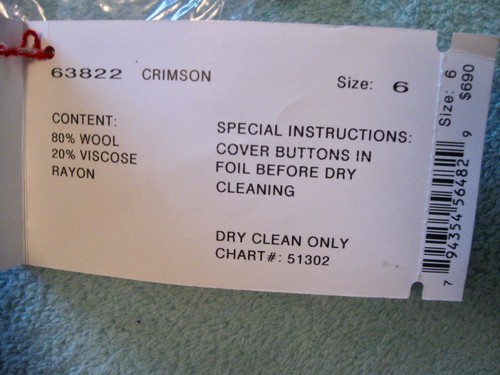 63822 CRIMSON Size: 6
CONTENT:
80% WOOL
20% VISCOSE
RAYON
SPECIAL INSTRUCTIONS:
COVER BUTTONS IN
FOIL BEFORE DRY
CLEANING
DRY CLEAN ONLY
CHART#: 51302
Size: 6 $690
7 94354 56482 9